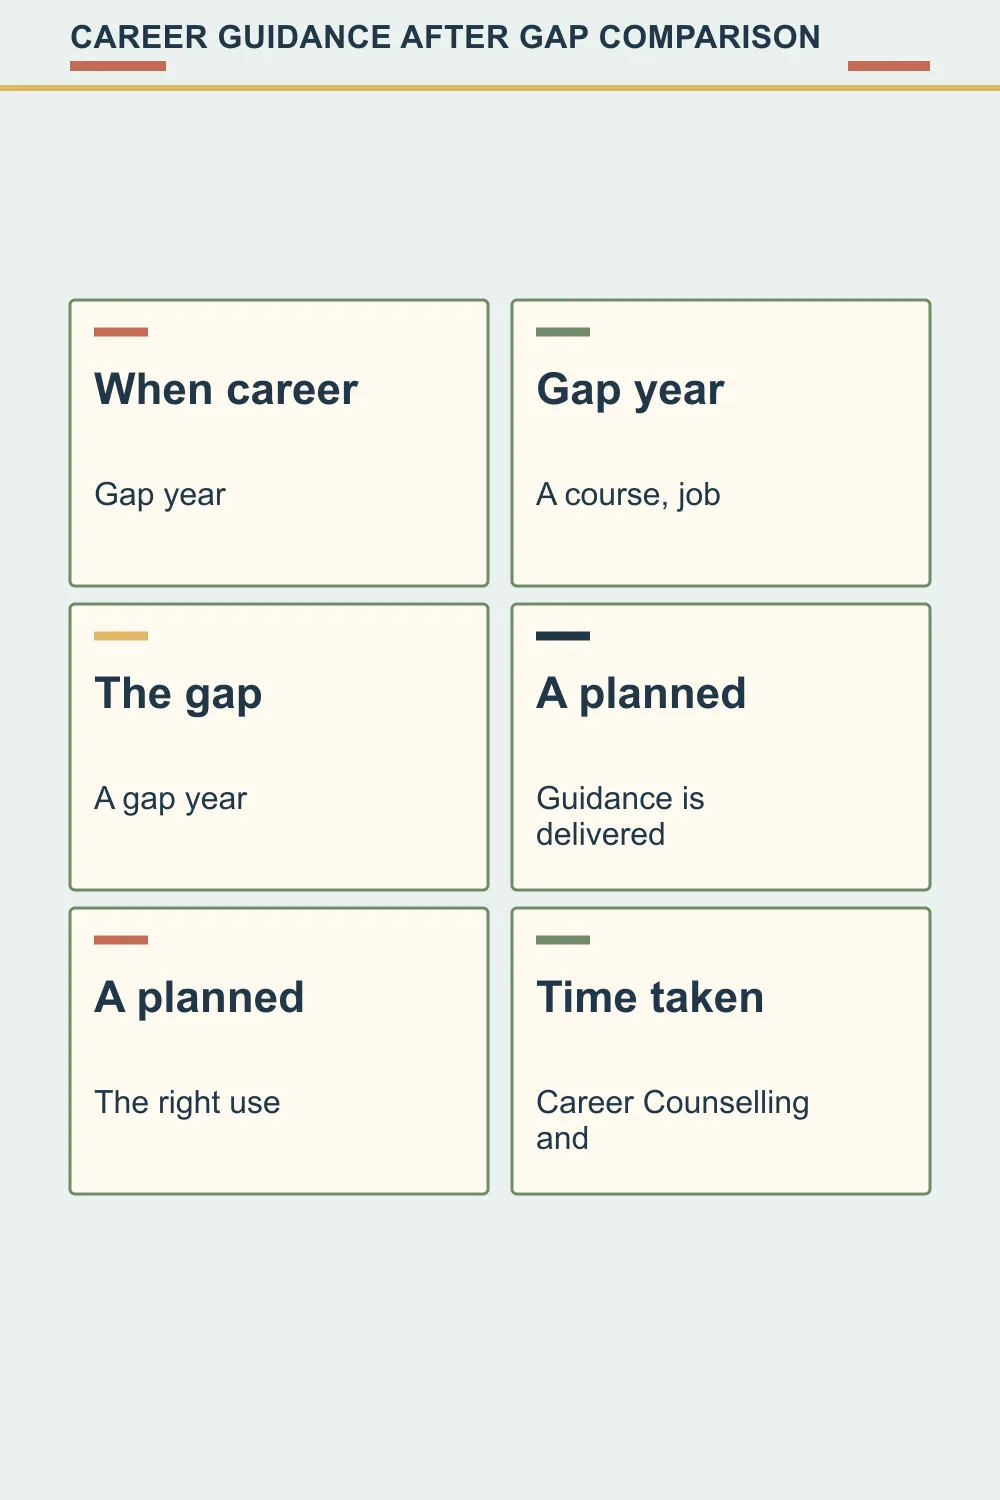 CAREER GUIDANCE AFTER GAP COMPARISON
When career
Gap year
Gap year
A course, job
The gap
A gap year
A planned
Guidance is
delivered
A planned
The right use
Time taken
Career Counselling
and